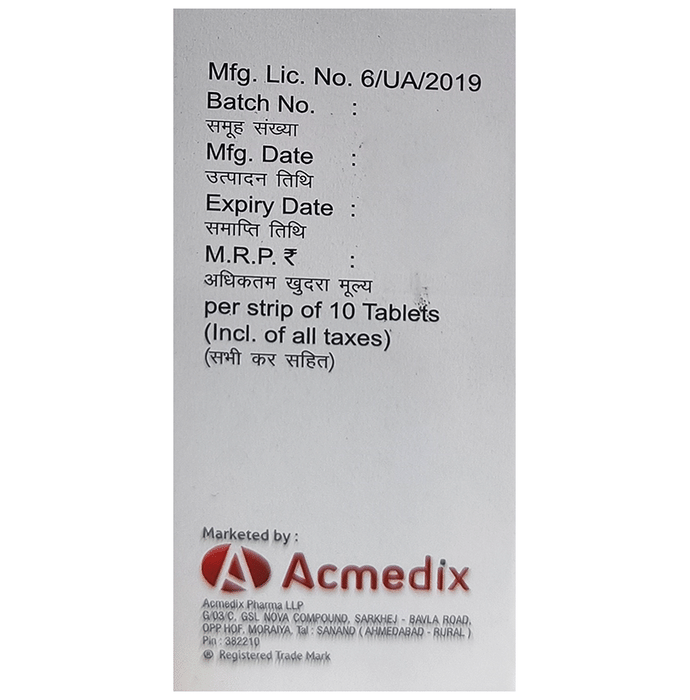 Mfg. Lic. No. 6/UA/2019
Batch No. :
समूह संख्या
Mfg. Date :
उत्पादन तिथि
Expiry Date :
समाप्ति तिथि
M.R.P. ₹ :
अधिकतम खुदरा मूल्य
per strip of 10 Tablets
(Incl. of all taxes)
(सभी कर सहित)
Marketed by :
Acmedix
Acmedix Pharma LLP
G/03/C, GSL NOVA COMPOUND, SARKHEJ - BAVLA ROAD,
OPP HOF, MORAIYA, Tal : SANAND ( AHMEDABAD - RURAL )
Pin : 382210
® Registered Trade Mark